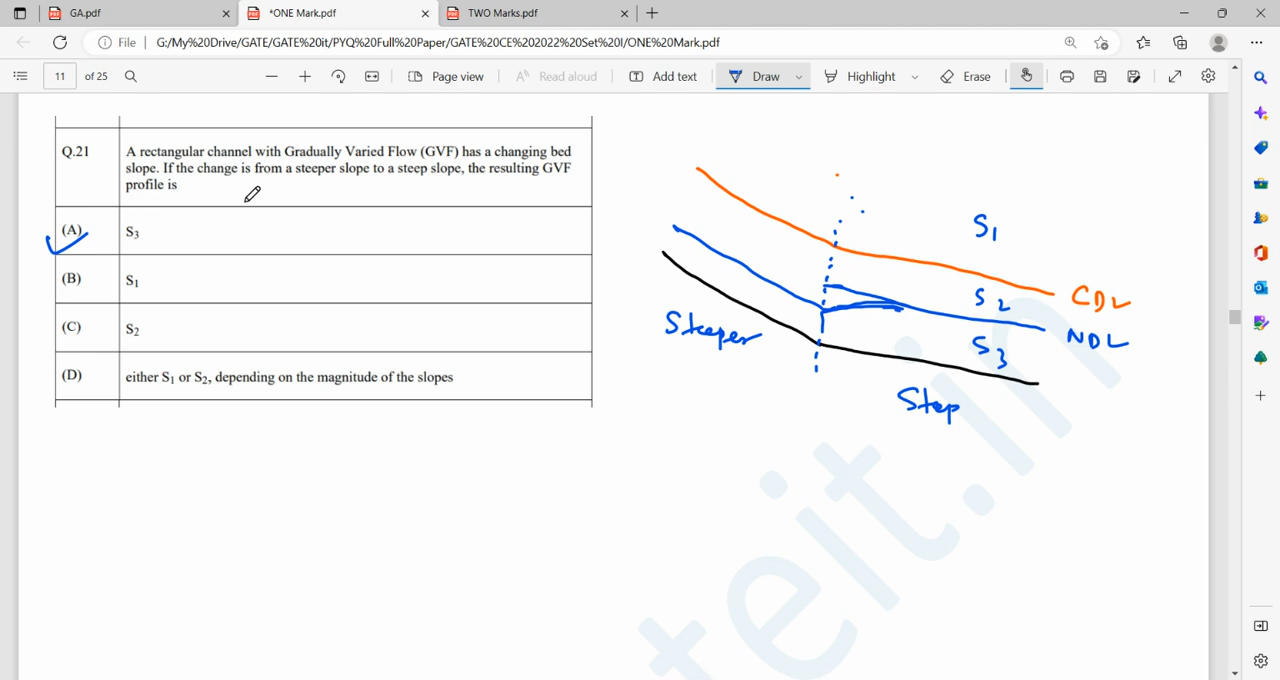 GA.pdf
*ONE Mark.pdf
TWO Marks.pdf
File
G:/My%20Drive/GATE/GATE%20it/PYQ%20Full%20Paper/GATE%20CE%202022%20Set%20I/ONE%20Mark.pdf
11 of 25
Page view
Read aloud
Add text
Draw
Highlight
Erase
Q.21
A rectangular channel with Gradually Varied Flow (GVF) has a changing bed
slope. If the change is from a steeper slope to a steep slope, the resulting GVF
profile is
(A) S3
(B) S1
(C) S2
(D) either S1 or S2, depending on the magnitude of the slopes
S1
S2
CDL
Steeper
S3
NDL
Step
teit.in